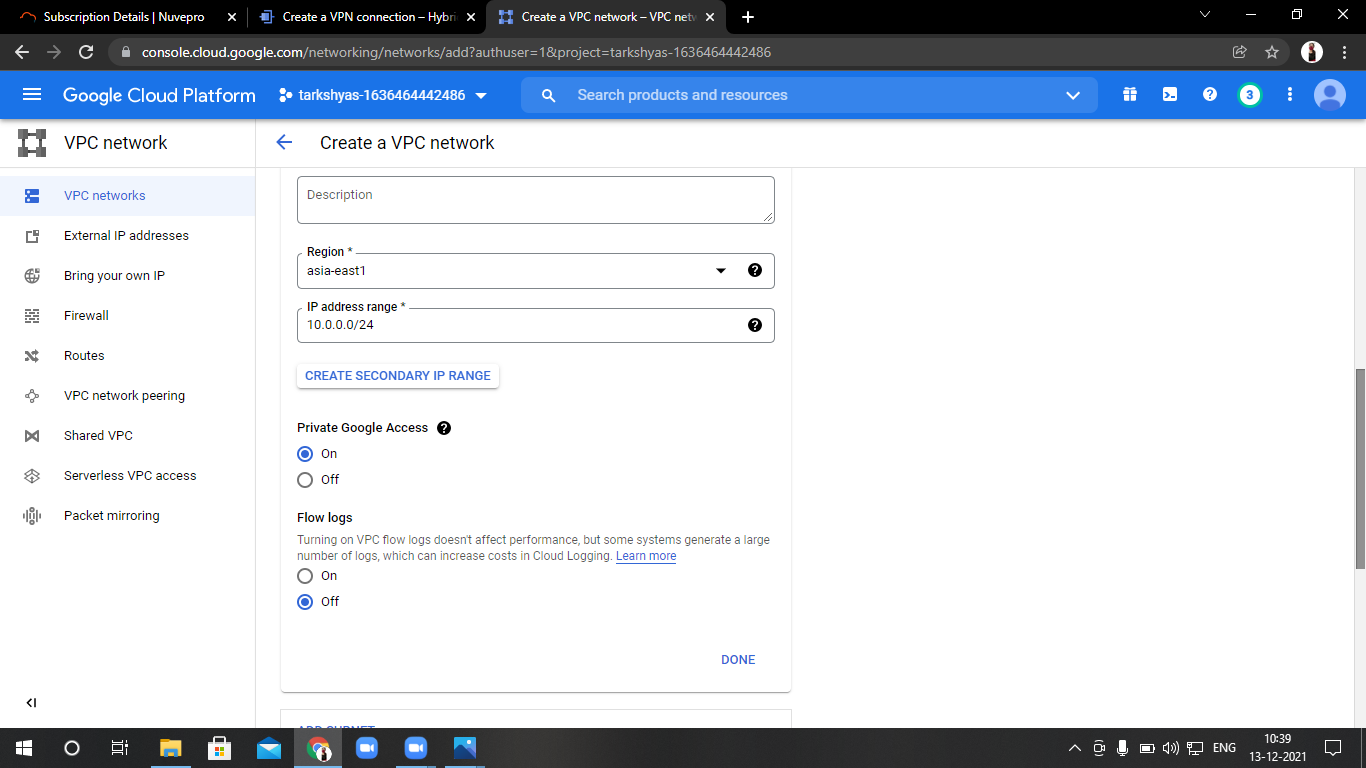 Subscription Details | Nuvepro
Create a VPN connection – Hybri
Create a VPC network – VPC netw
console.cloud.google.com/networking/networks/add?authuser=1&project=tarkshyas-1636464442486
Google Cloud Platform
tarkshyas-1636464442486
Search products and resources
3
VPC network
Create a VPC network
VPC networks
External IP addresses
Bring your own IP
Firewall
Routes
VPC network peering
Shared VPC
Serverless VPC access
Packet mirroring
Description
Region *
asia-east1
IP address range *
10.0.0.0/24
CREATE SECONDARY IP RANGE
Private Google Access
On
Off
Flow logs
Turning on VPC flow logs doesn't affect performance, but some systems generate a large
number of logs, which can increase costs in Cloud Logging. Learn more
On
Off
DONE
ADD SUBNET
ENG
10:39
13-12-2021